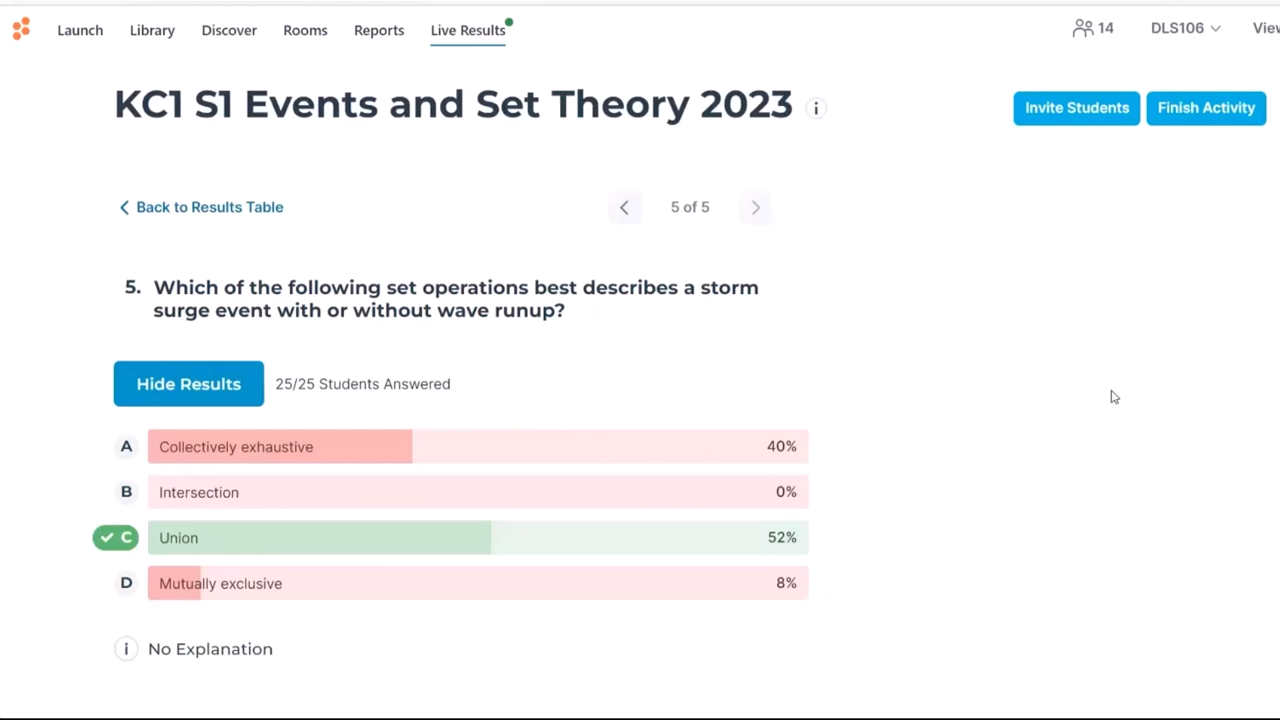 Launch Library Discover Rooms Reports Live Results 14 DLS106 View
KC1 S1 Events and Set Theory 2023 i
Invite Students Finish Activity
Back to Results Table 5 of 5
5. Which of the following set operations best describes a storm
surge event with or without wave runup?
Hide Results 25/25 Students Answered
A Collectively exhaustive 40%
B Intersection 0%
C Union 52%
D Mutually exclusive 8%
i No Explanation